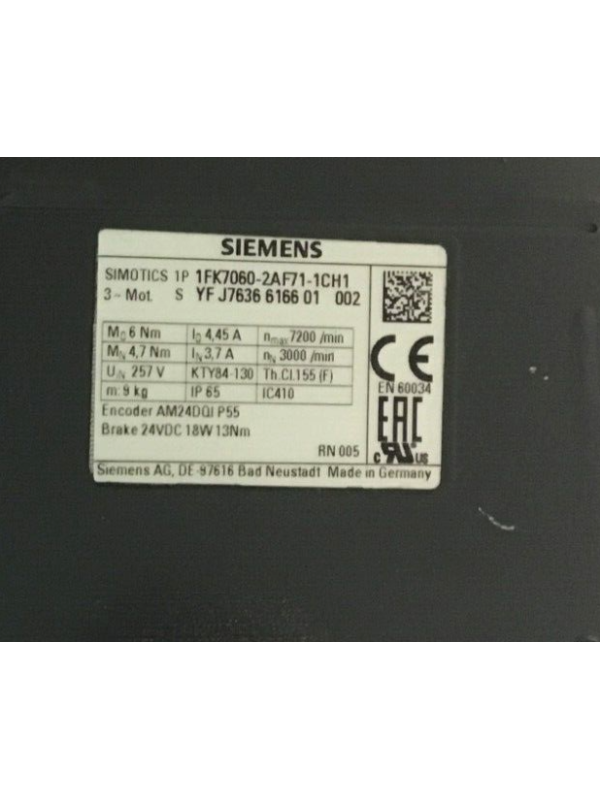 SIEMENS
SIMOTICS 1P 1FK7060-2AF71-1CH1
3~ Mot. S YF J7636 6166 01 002
M0 6 Nm I0 4,45 A nmax 7200 /min
MN 4,7 Nm IN 3,7 A nN 3000 /min
UIN 257 V KTY84-130 Th.Cl.155 (F)
m: 9 kg IP 65 IC410
CE
EN 60034
Encoder AM24DQI P55
Brake 24VDC 18W 13Nm
EAC
RN 005
c UR US
Siemens AG, DE-97616 Bad Neustadt Made in Germany